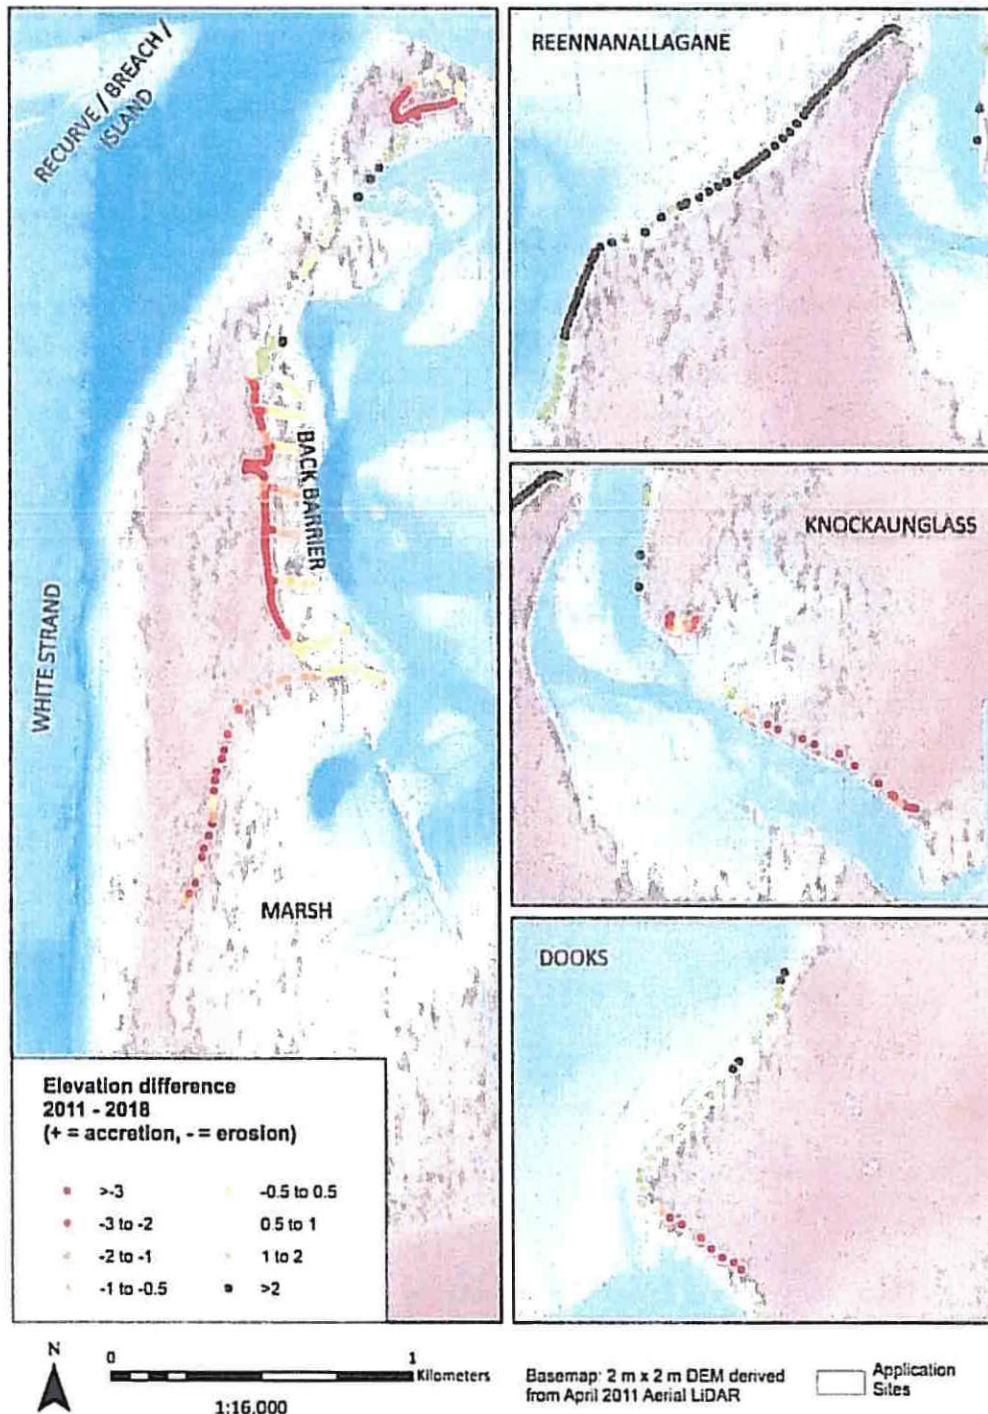 RECURVE / BREACH /
ISLAND
BACK BARRIER
WHITE STRAND
MARSH
REENNANALLAGANE
KNOCKAUNGLASS
DOOKS
Elevation difference
2011 - 2018
(+ = accretion, - = erosion)
>-3
-3 to -2
-2 to -1
-1 to -0.5
-0.5 to 0.5
0.5 to 1
1 to 2
>2
N
0 1
Kilometers
1:16,000
Basemap: 2 m x 2 m DEM derived
from April 2011 Aerial LiDAR
Application
Sites